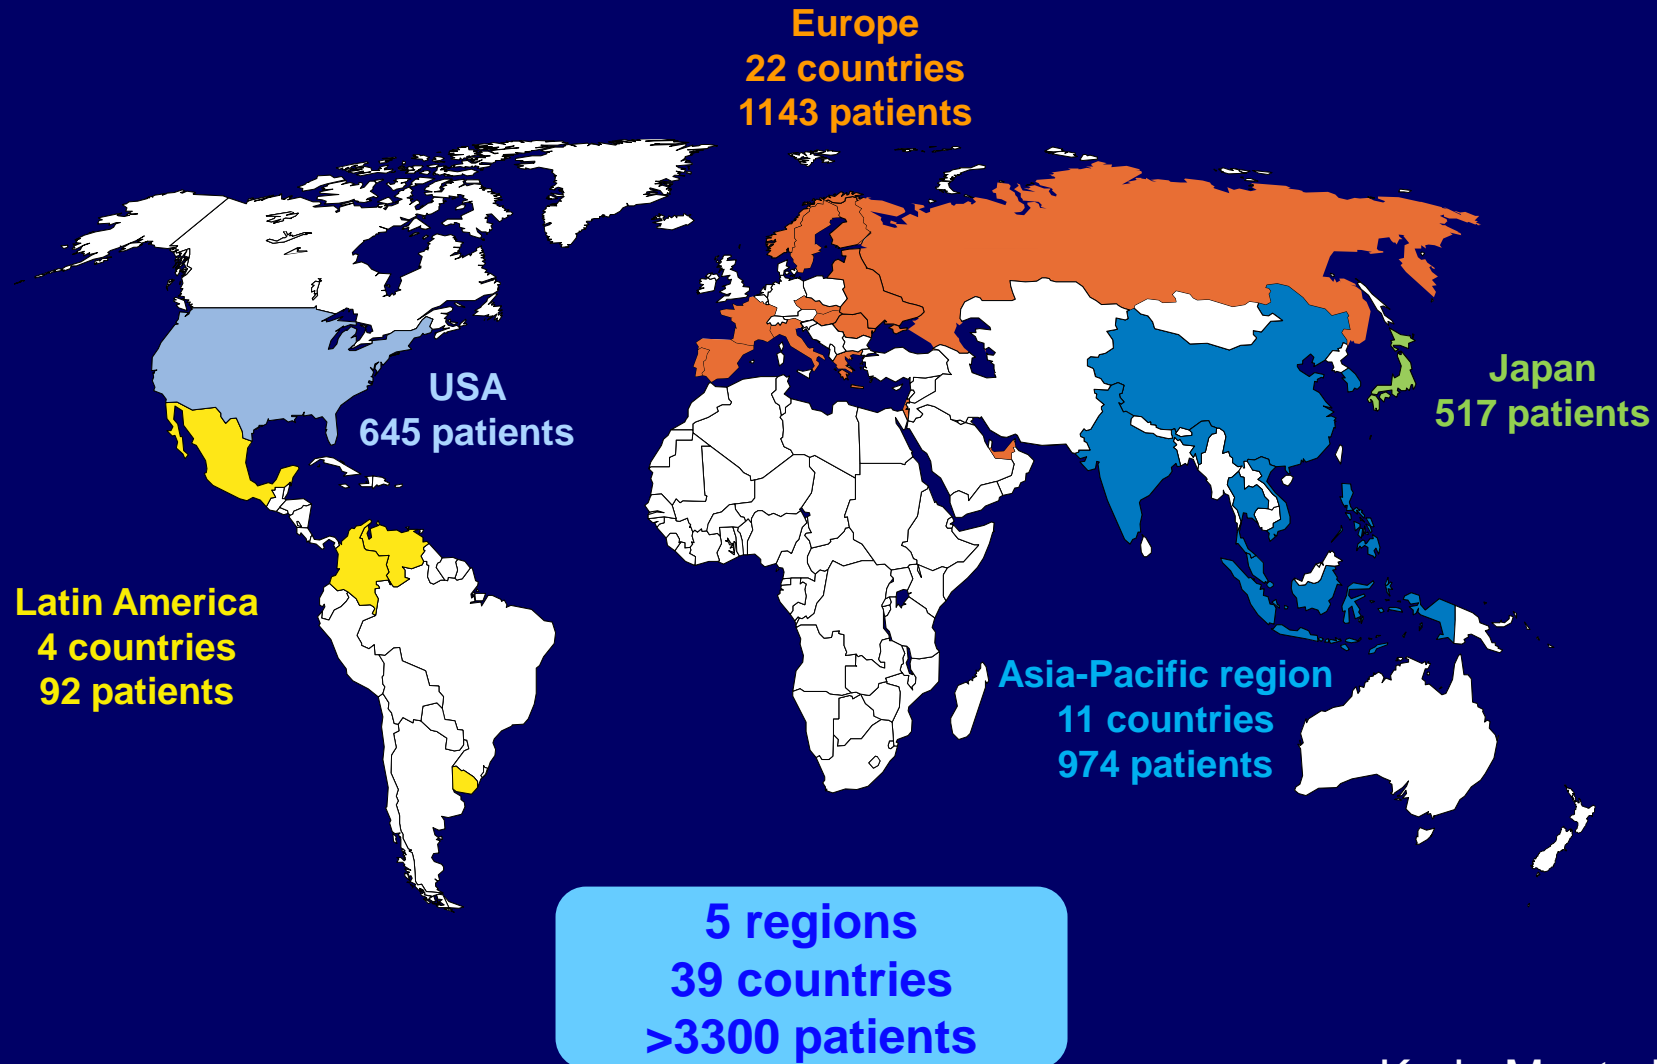 Europe
22 countries
1143 patients
USA
645 patients
Japan
517 patients
Latin America
4 countries
92 patients
Asia-Pacific region
11 countries
974 patients
5 regions
39 countries
>3300 patients